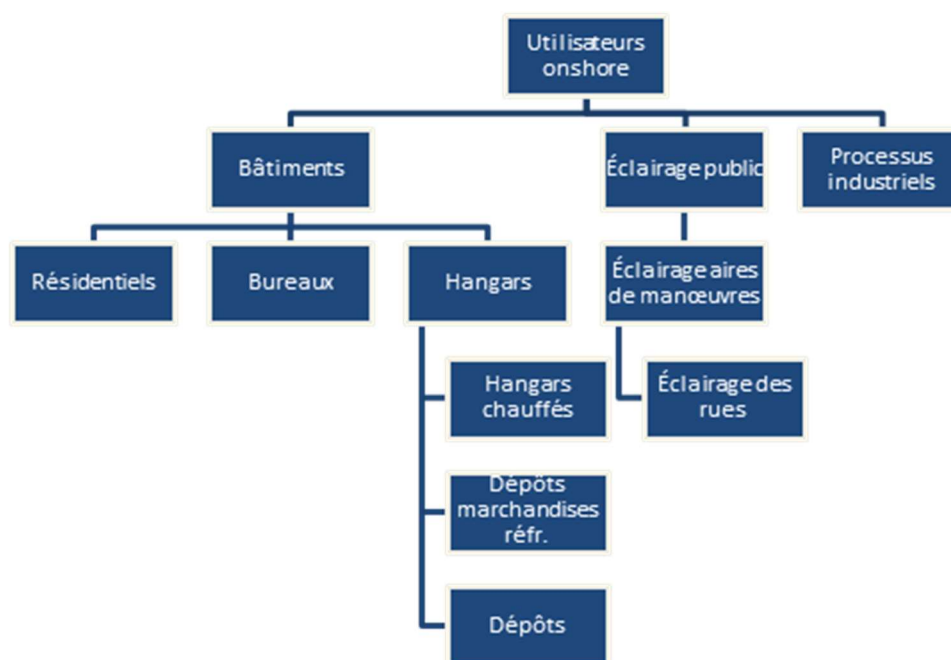 Utilisateurs
onshore
Bâtiments
Éclairage public
Processus
industriels
Résidentiels
Bureaux
Hangars
Éclairage aires
de manœuvres
Hangars
chauffés
Éclairage des
rues
Dépôts
marchandises
réfr.
Dépôts